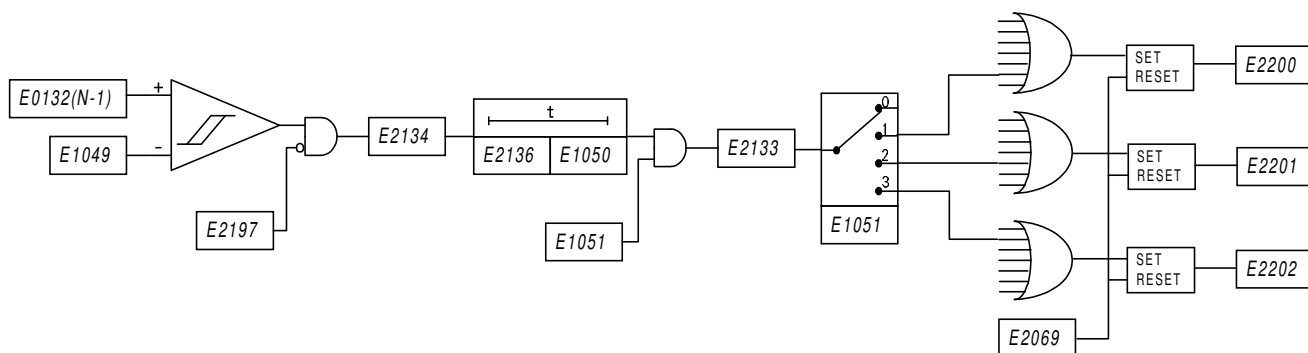 E0132(N-1)
+
E1049
-
E2197
E2134
t
E2136
E1050
E1051
E2133
0
1
2
3
E1051
SET
RESET
E2200
SET
RESET
E2201
SET
RESET
E2202
E2069